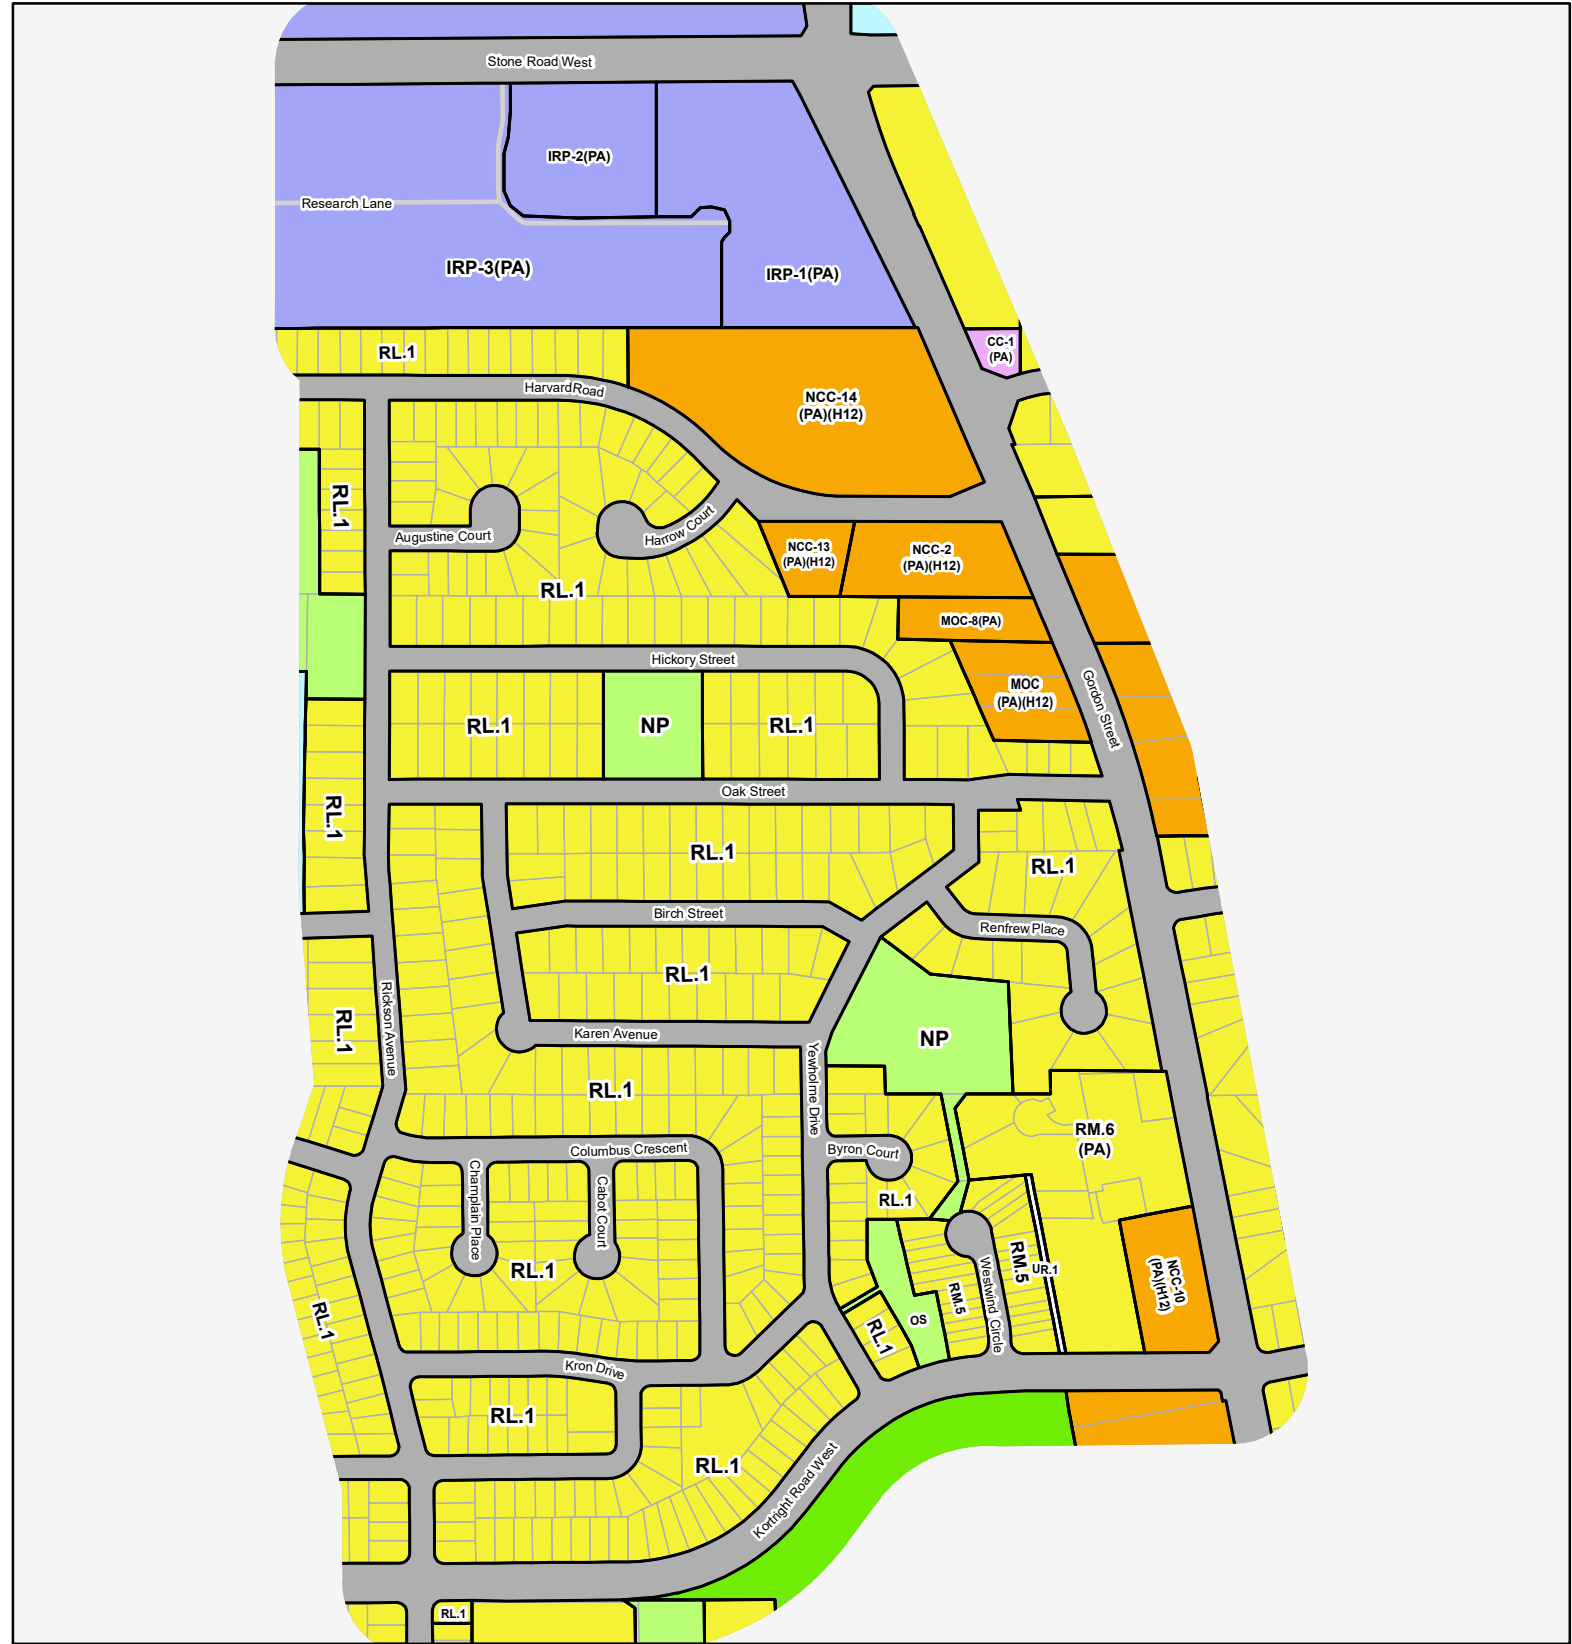 Stone Road West
IRP-2(PA)
Research Lane
IRP-3(PA)
IRP-1(PA)
RL.1
CC-1
(PA)
Harvard Road
NCC-14
(PA)(H12)
RL.1
Augustine Court
Harrow Court
NCC-13
(PA)(H12)
NCC-2
(PA)(H12)
RL.1
MOC-8(PA)
Hickory Street
MOC
(PA)(H12)
Gordon Street
RL.1
NP
RL.1
Oak Street
RL.1
RL.1
RL.1
Birch Street
Renfrew Place
RL.1
Rickson Avenue
RL.1
Karen Avenue
NP
Yewholme Drive
RL.1
RM.6
(PA)
Columbus Crescent
Byron Court
Champlain Place
Cabot Court
RL.1
RL.1
RM.5
UR.1
NCC-10
(PA)(H12)
RM.5
Westwind Circle
OS
RL.1
RL.1
Kron Drive
RL.1
RL.1
Kortright Road West
RL.1